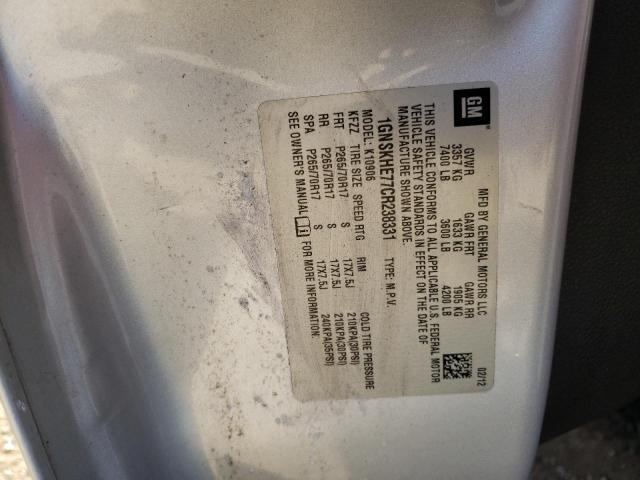 GM
MFD BY GENERAL MOTORS LLC 02/12
GVWR GAWR FRT GAWR RR
3357 KG 1633 KG 1905 KG
7400 LB 3600 LB 4200 LB
THIS VEHICLE CONFORMS TO ALL APPLICABLE U.S. FEDERAL MOTOR
VEHICLE SAFETY STANDARDS IN EFFECT ON THE DATE OF
MANUFACTURE SHOWN ABOVE.
1GNSKHE77CR238331 TYPE: M.P.V.
MODEL: K10906
KFZZ TIRE SIZE SPEED RTG RIM COLD TIRE PRESSURE
FRT P265/70R17 S 17X7.5J 210KPA(30PSI)
RR P265/70R17 S 17X7.5J 210KPA(30PSI)
SPA P265/70R17 S 17X7.5J 240KPA(35PSI)
SEE OWNER'S MANUAL FOR MORE INFORMATION.